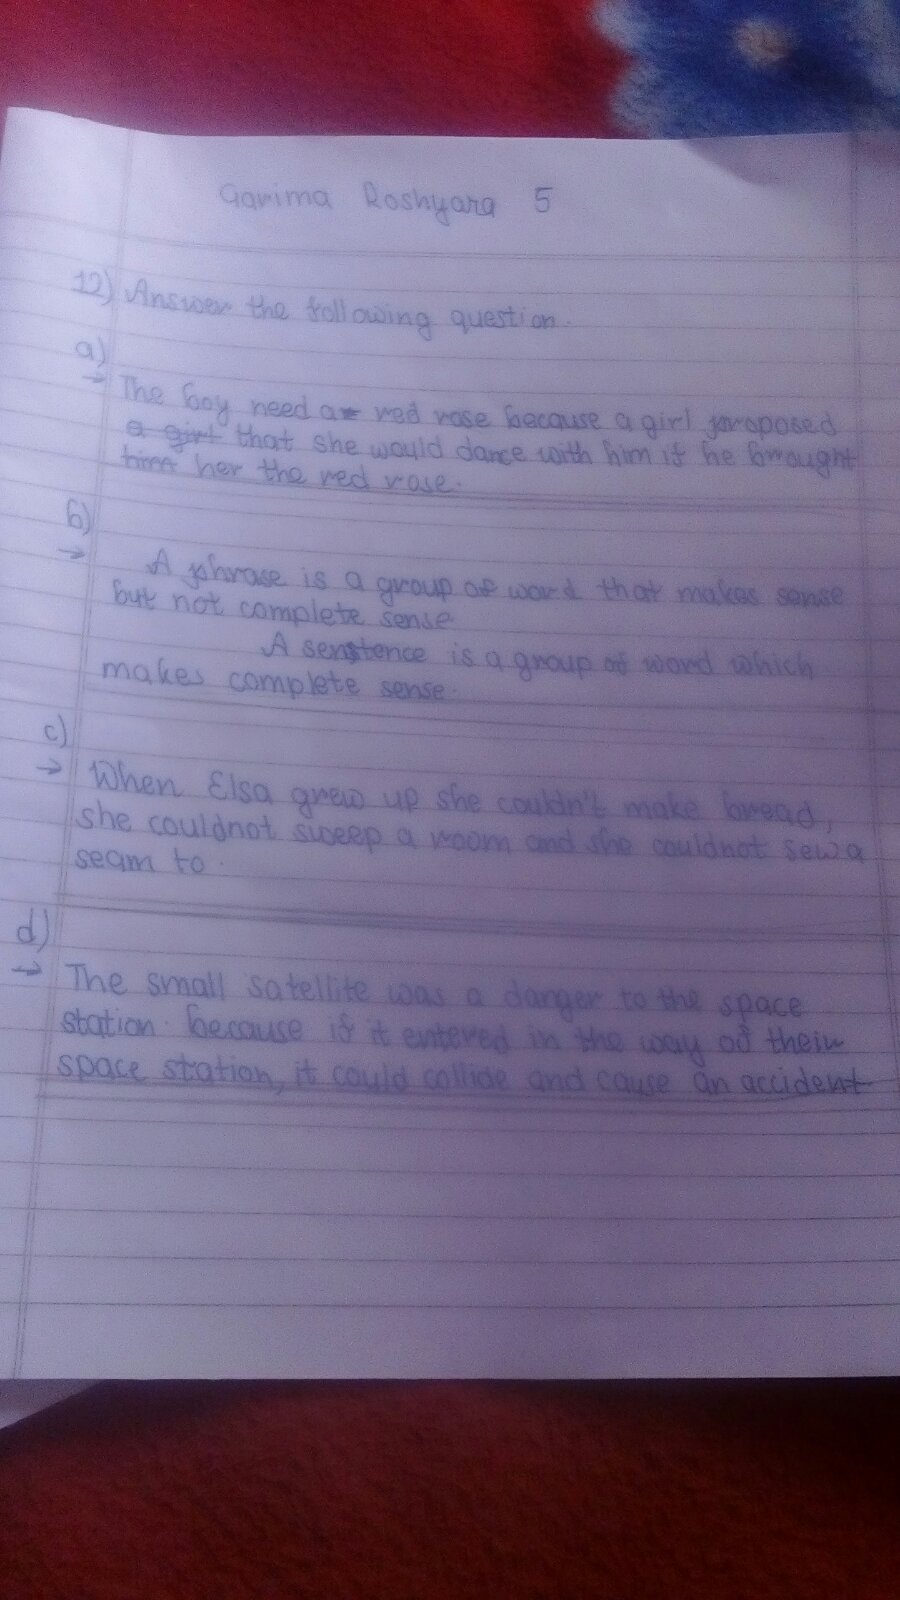 Garima Roshyara 5
12) Answer the following question.
a)
→ The boy need a red rose because a girl proposed
a girl that she would dance with him if he brought
him her the red rose.
b)
→ A phrase is a group of word that makes sense
but not complete sense
A senstence is a group of word which
makes complete sense.
c)
→ When Elsa grew up she couldn't make bread,
she couldnot sweep a room and she couldnot sew a
seam to.
d)
→ The small satellite was a danger to the space
station. because if it entered in the way of their
space station, it could collide and cause an accident